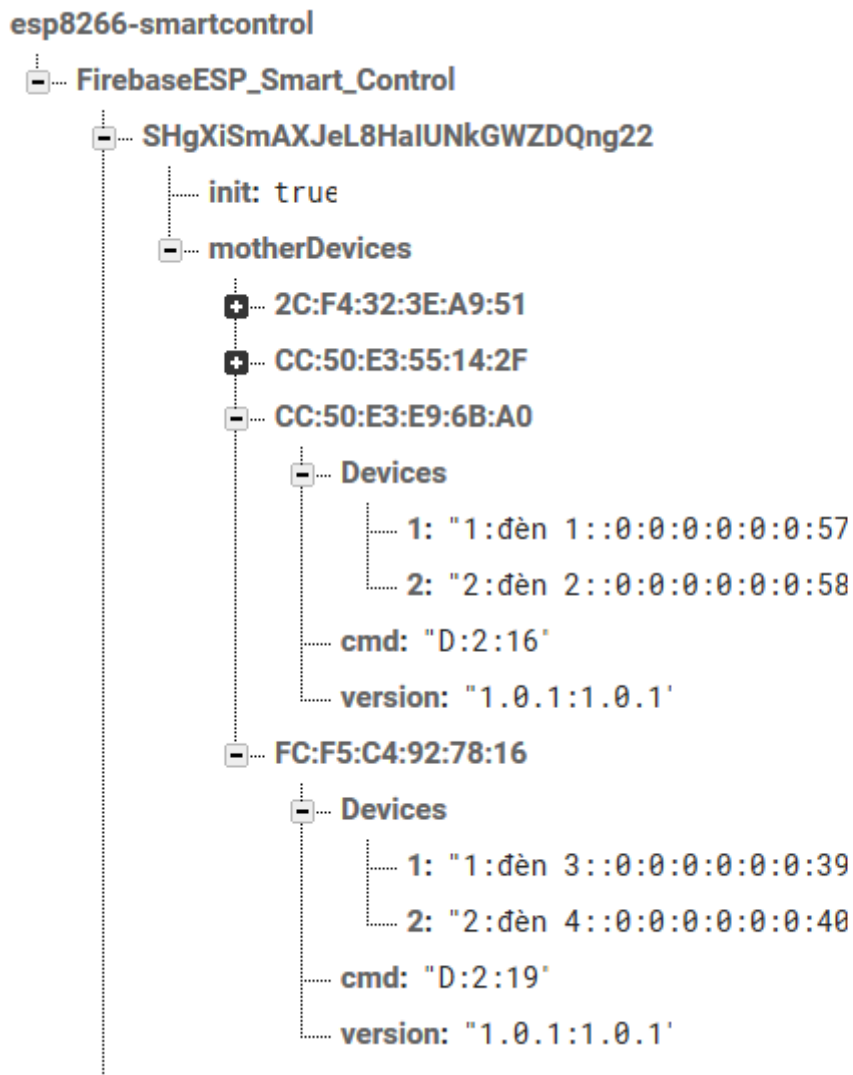 esp8266-smartcontrol
FirebaseESP_Smart_Control
SHgXiSmAXJeL8HaIUNkGWZDQng22
init: true
motherDevices
2C:F4:32:3E:A9:51
CC:50:E3:55:14:2F
CC:50:E3:E9:6B:A0
Devices
1: "1:đèn 1::0:0:0:0:0:0:57
2: "2:đèn 2::0:0:0:0:0:0:58
cmd: "D:2:16"
version: "1.0.1:1.0.1"
FC:F5:C4:92:78:16
Devices
1: "1:đèn 3::0:0:0:0:0:0:39
2: "2:đèn 4::0:0:0:0:0:0:40
cmd: "D:2:19"
version: "1.0.1:1.0.1"